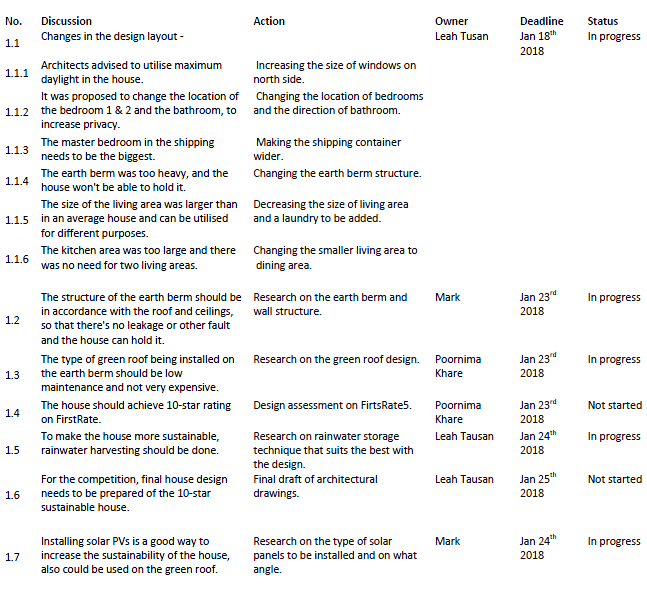 No. Discussion Action Owner Deadline Status
1.1 Changes in the design layout - Leah Tusan Jan 18th In progress
2018
1.1.1 Architects advised to utilise maximum Increasing the size of windows on
daylight in the house. north side.
1.1.2 It was proposed to change the location of Changing the location of bedrooms
the bedroom 1 & 2 and the bathroom, to and the direction of bathroom.
increase privacy.
1.1.3 The master bedroom in the shipping Making the shipping container
needs to be the biggest. wider.
1.1.4 The earth berm was too heavy, and the Changing the earth berm structure.
house won't be able to hold it.
1.1.5 The size of the living area was larger than Decreasing the size of living area
in an average house and can be utilised and a laundry to be added.
for different purposes.
1.1.6 The kitchen area was too large and there Changing the smaller living area to
was no need for two living areas. dining area.
1.2 The structure of the earth berm should be Research on the earth berm and Mark Jan 23rd In progress
in accordance with the roof and ceilings, wall structure. 2018
so that there's no leakage or other fault
and the house can hold it.
1.3 The type of green roof being installed on Research on the green roof design. Poornima Jan 23rd In progress
the earth berm should be low Khare 2018
maintenance and not very expensive.
1.4 The house should achieve 10-star rating Design assessment on FirtsRate5. Poornima Jan 23rd Not started
on FirstRate. Khare 2018
1.5 To make the house more sustainable, Research on rainwater storage Leah Tausan Jan 24th In progress
rainwater harvesting should be done. technique that suits the best with 2018
the design.
1.6 For the competition, final house design Final draft of architectural Leah Tausan Jan 25th Not started
needs to be prepared of the 10-star drawings. 2018
sustainable house.
1.7 Installing solar PVs is a good way to Research on the type of solar Mark Jan 24th In progress
increase the sustainability of the house, panels to be installed and on what 2018
also could be used on the green roof. angle.